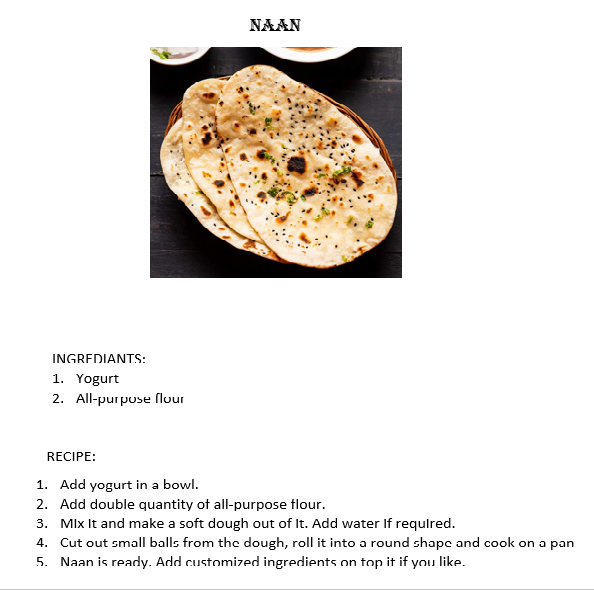 NAAN
INGREDIANTS:
1. Yogurt
2. All-purpose flour
RECIPE:
1. Add yogurt in a bowl.
2. Add double quantity of all-purpose flour.
3. Mix it and make a soft dough out of it. Add water if required.
4. Cut out small balls from the dough, roll it into a round shape and cook on a pan
5. Naan is ready. Add customized ingredients on top it if you like.